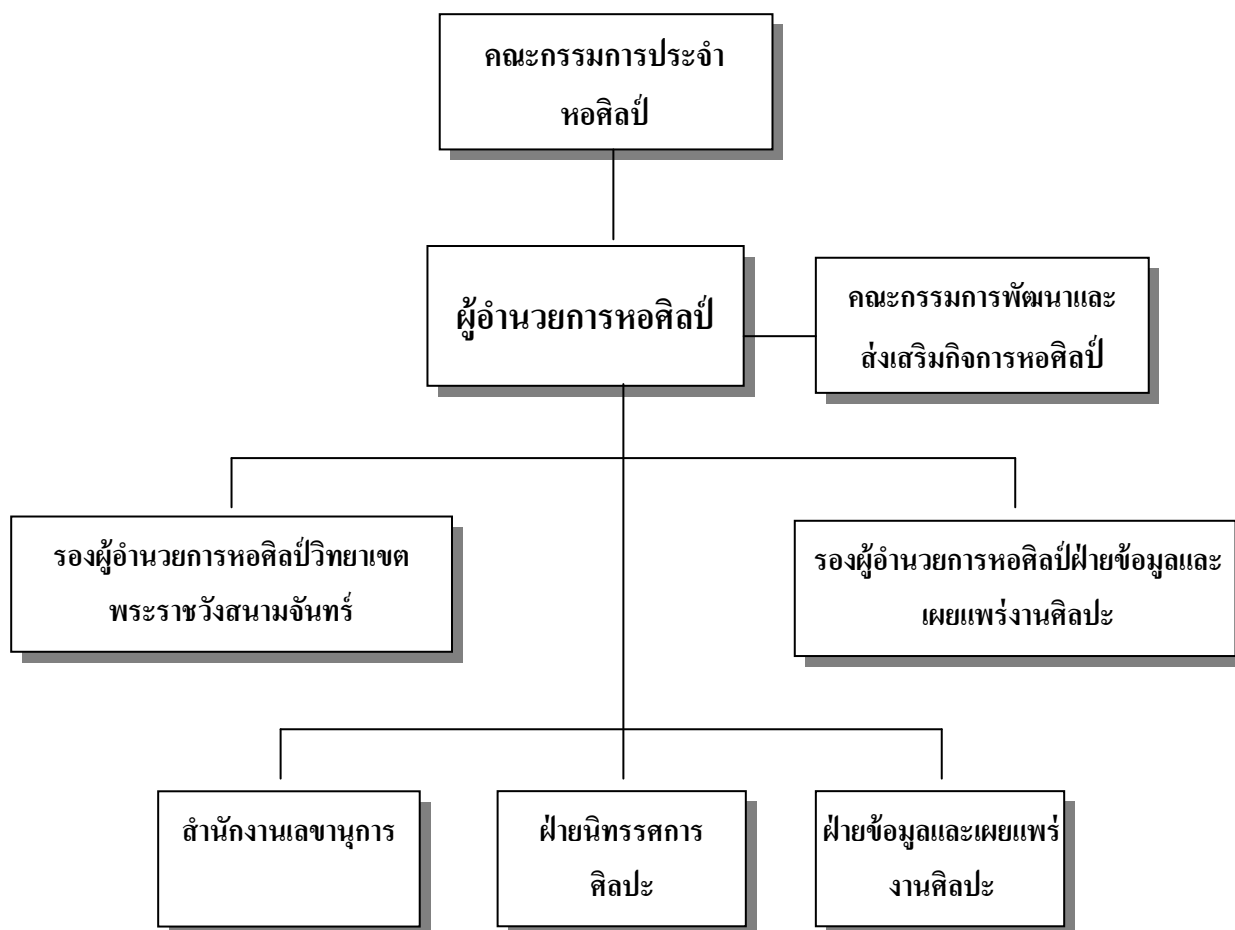 คณะกรรมการประจำ
หอศิลป์
ผู้อำนวยการหอศิลป์
คณะกรรมการพัฒนาและ
ส่งเสริมกิจการหอศิลป์
รองผู้อำนวยการหอศิลป์วิทยาเขต
พระราชวังสนามจันทร์
รองผู้อำนวยการหอศิลป์ฝ่ายข้อมูลและ
เผยแพร่งานศิลปะ
สำนักงานเลขานุการ
ฝ่ายนิทรรศการ
ศิลปะ
ฝ่ายข้อมูลและเผยแพร่
งานศิลปะ